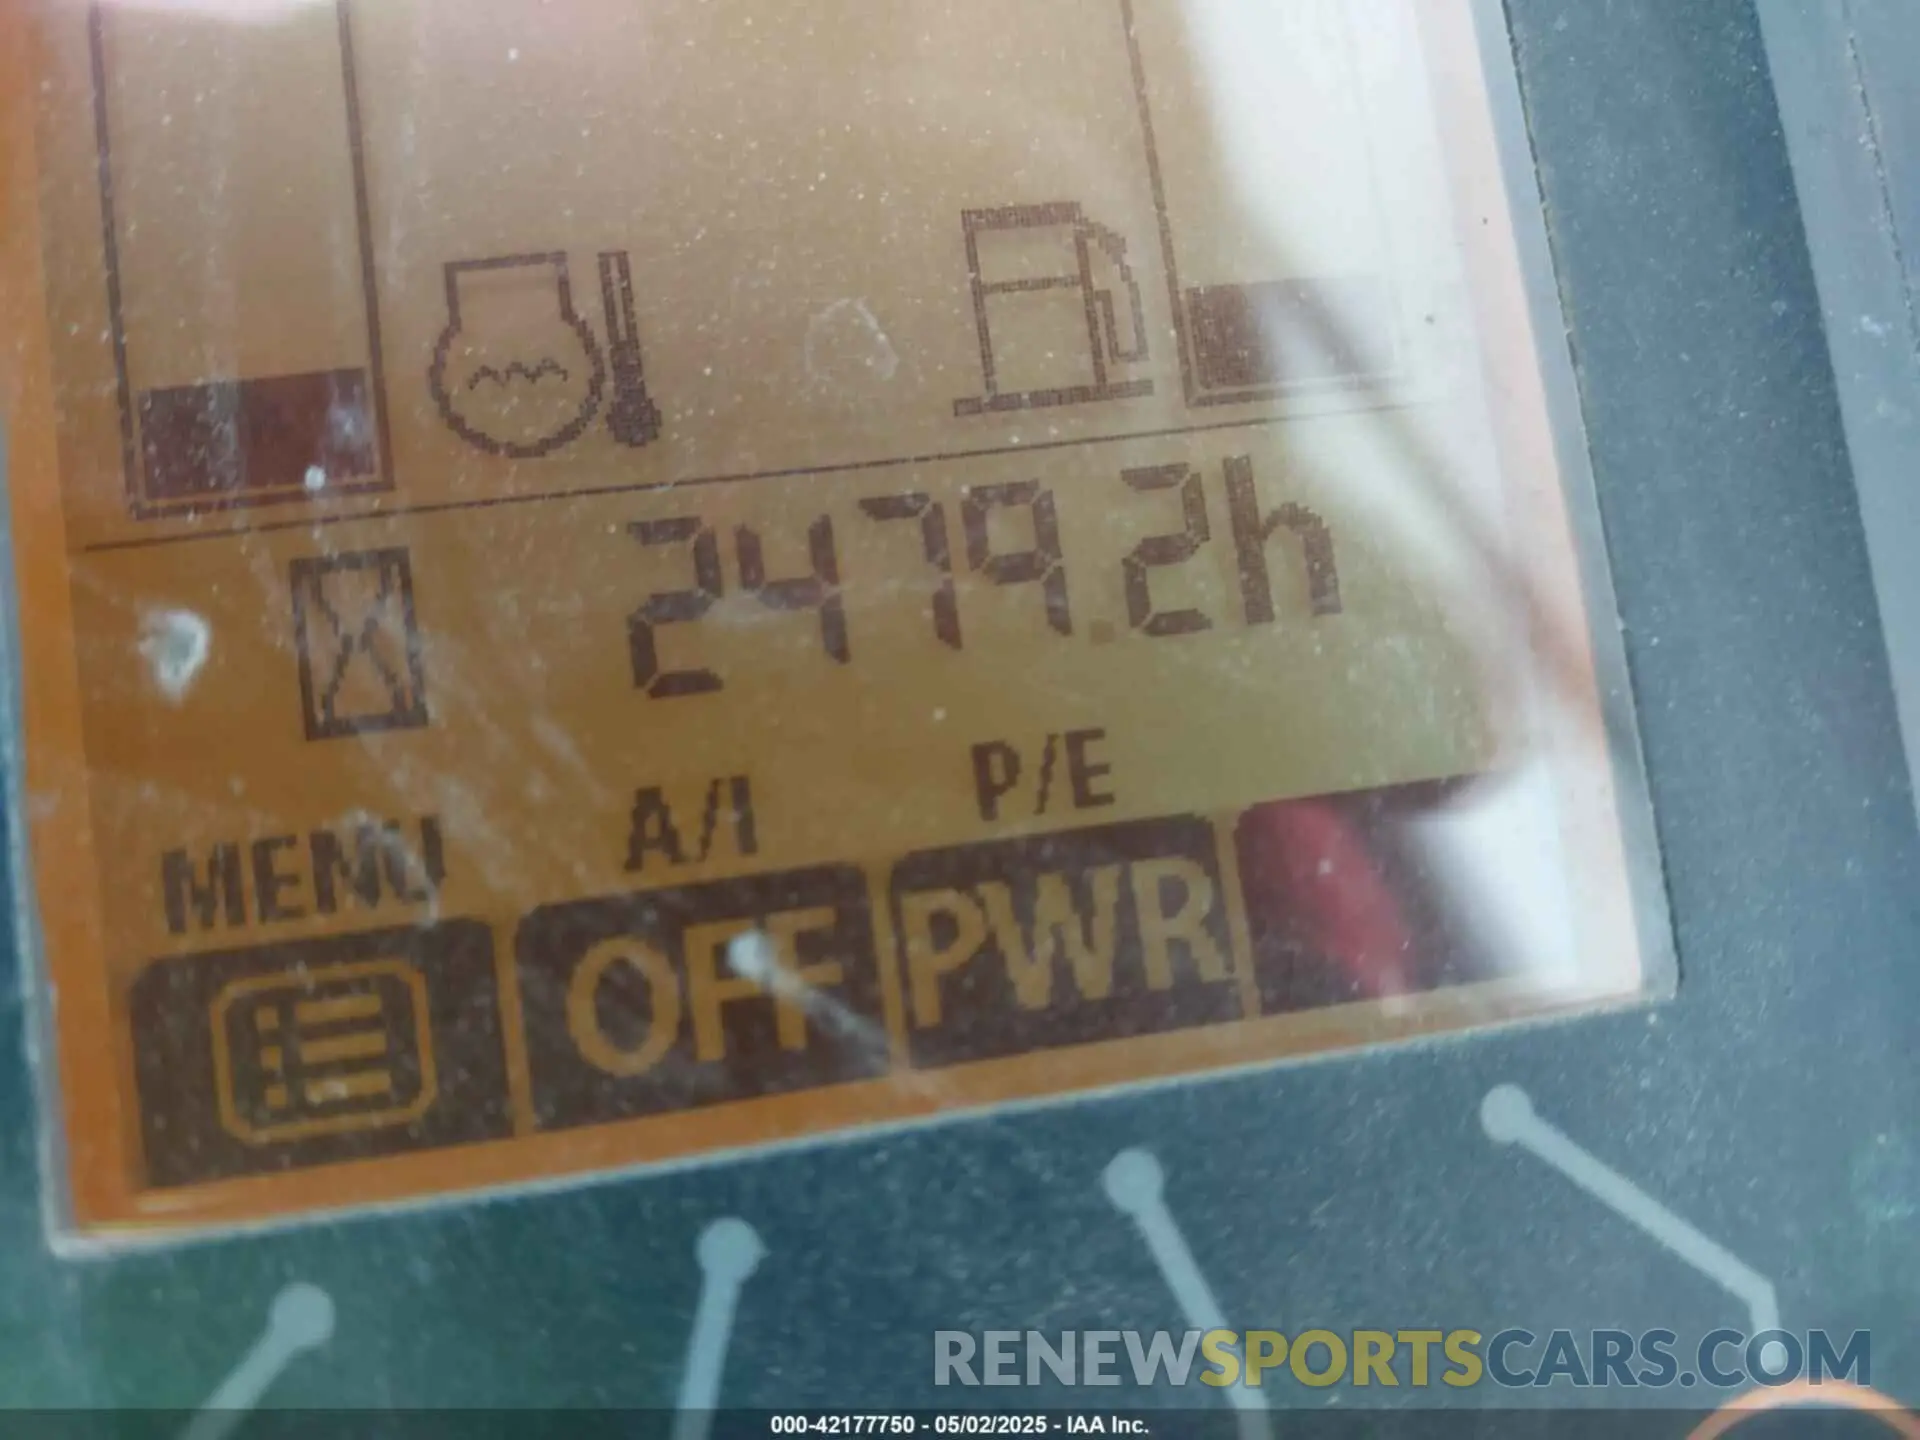 2479.2h
MENU A/I P/E
OFF PWR
RENEWSPORTSCARS.COM
000-42177750 - 05/02/2025 - IAA Inc.